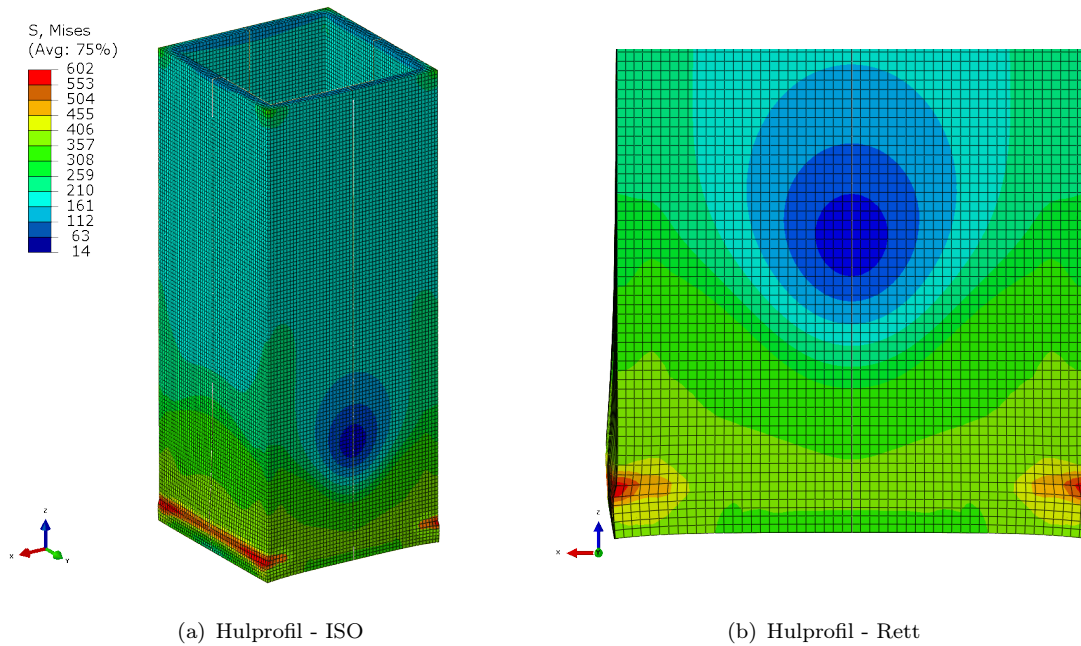 S, Mises
(Avg: 75%)
602
553
504
455
406
357
308
259
210
161
112
63
14
z
x
Y
z
x
(a) Hulprofil - ISO
(b) Hulprofil - Rett